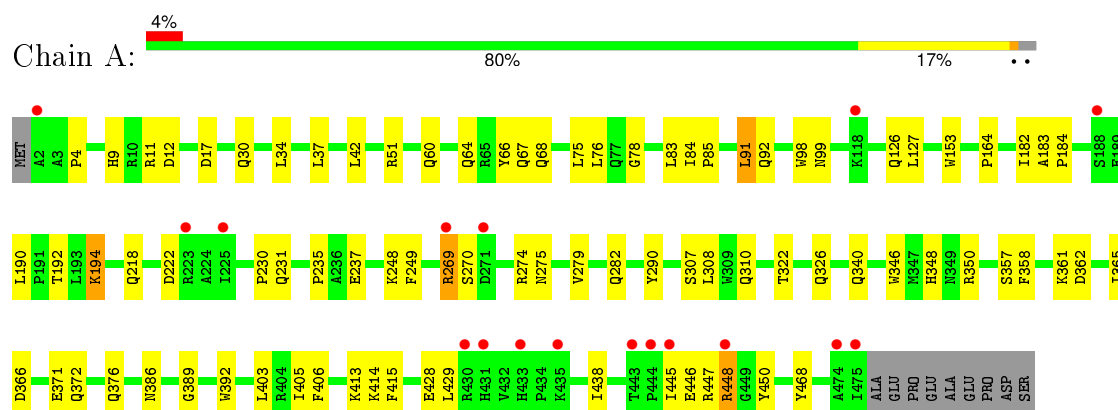 4%
Chain A:
80% 17% • •
MET A2 A3 P4 H9 R10 R11 D12 D17 Q30 L34 L37 L42 R51 Q60 Q64 R65 Y66 Q67 Q68 L75 L76 Q77 G78 L83 I84 P85 L91 Q92 W98 N99 K118 Q126 L127 W153 P164 I182 A183 P184 S188 E189
L190 P191 T192 L193 K194 Q218 D222 R223 A224 I225 P230 Q231 P235 A236 E237 K248 F249 R269 S270 D271 R274 N275 V279 Q282 Y290 S307 L308 W309 Q310 T322 Q326 Q340 W346 M347 H348 N349 R350 S357 F358 K361 D362 I365
D366 E371 Q372 Q376 N386 G389 W392 L403 R404 I405 F406 K413 K414 F415 E428 L429 R430 H431 V432 H433 P434 K435 I438 T443 P444 I445 E446 R447 R448 G449 Y450 Y468 A474 I475 ALA GLU PRO GLU ALA GLU PRO ASP SER